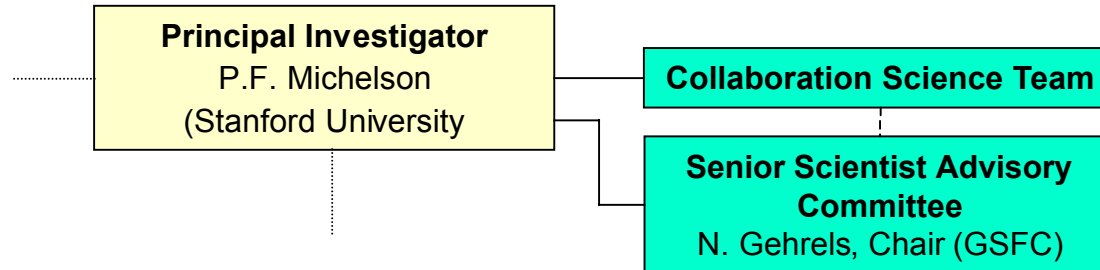 Principal Investigator
P.F. Michelson
(Stanford University
Collaboration Science Team
Senior Scientist Advisory
Committee
N. Gehrels, Chair (GSFC)